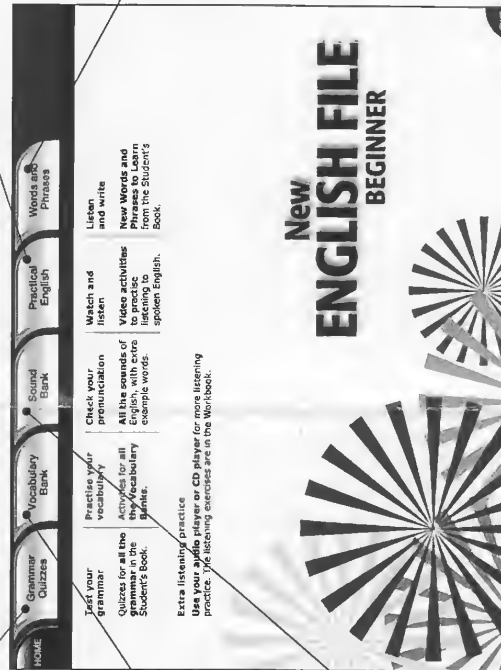 HOME
Grammar
Quizzes
Vocabulary
Bank
Sound
Bank
Practical
English
Words and
Phrases
Test your
grammar
Quizzes for all the
grammar in the
Student's Book.
Practise your
vocabulary
Activities for all
the Vocabulary
Banks.
Check your
pronunciation
All the sounds of
English, with extra
example words.
Watch and
listen
Video activities
to practise
listening to
spoken English.
Listen
and write
New Words and
Phrases to Learn
from the Student's
Book.
Extra listening practice
Use your audio player or CD player for more listening
practice. The listening exercises are in the Workbook.
New
ENGLISH FILE
BEGINNER